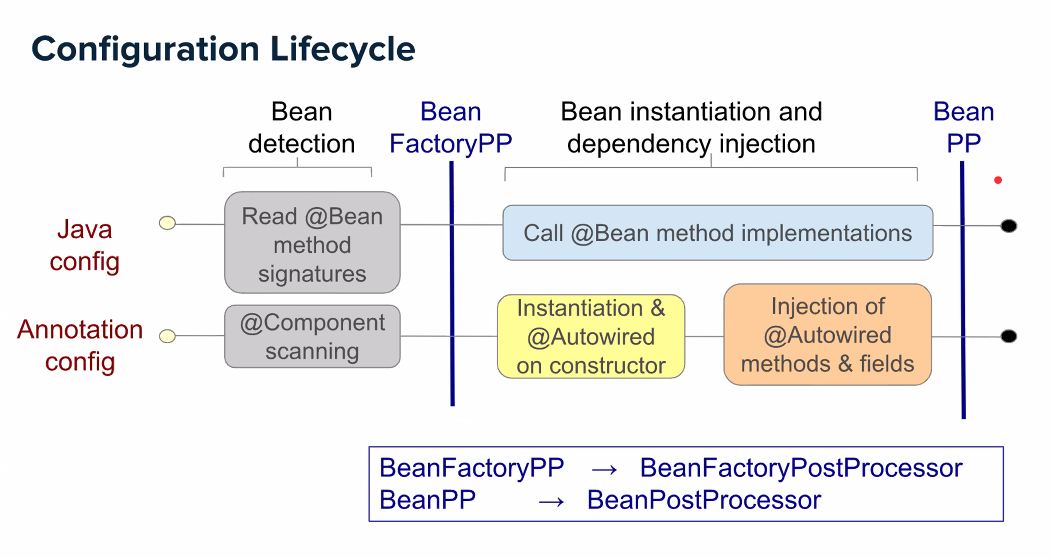 Configuration Lifecycle
Bean
detection
Bean
FactoryPP
Bean instantiation and
dependency injection
Bean
PP
Java
config
Read @Bean
method
signatures
Call @Bean method implementations
Annotation
config
@Component
scanning
Instantiation &
@Autowired
on constructor
Injection of
@Autowired
methods & fields
BeanFactoryPP → BeanFactoryPostProcessor
BeanPP → BeanPostProcessor